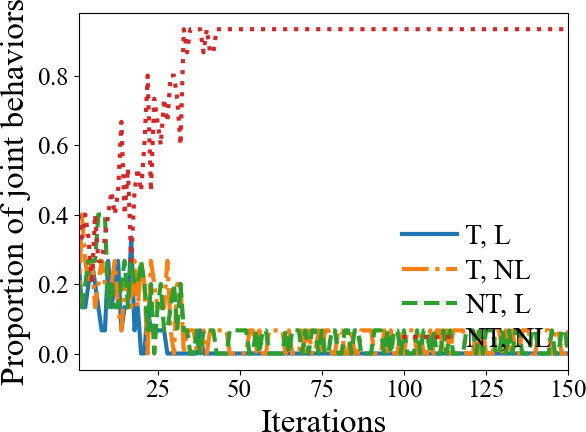 Proportion of joint behaviors
0.8
0.6
0.4
0.2
0.0
T, L
T, NL
NT, L
NT, NL
25
50
75
100
125
150
Iterations